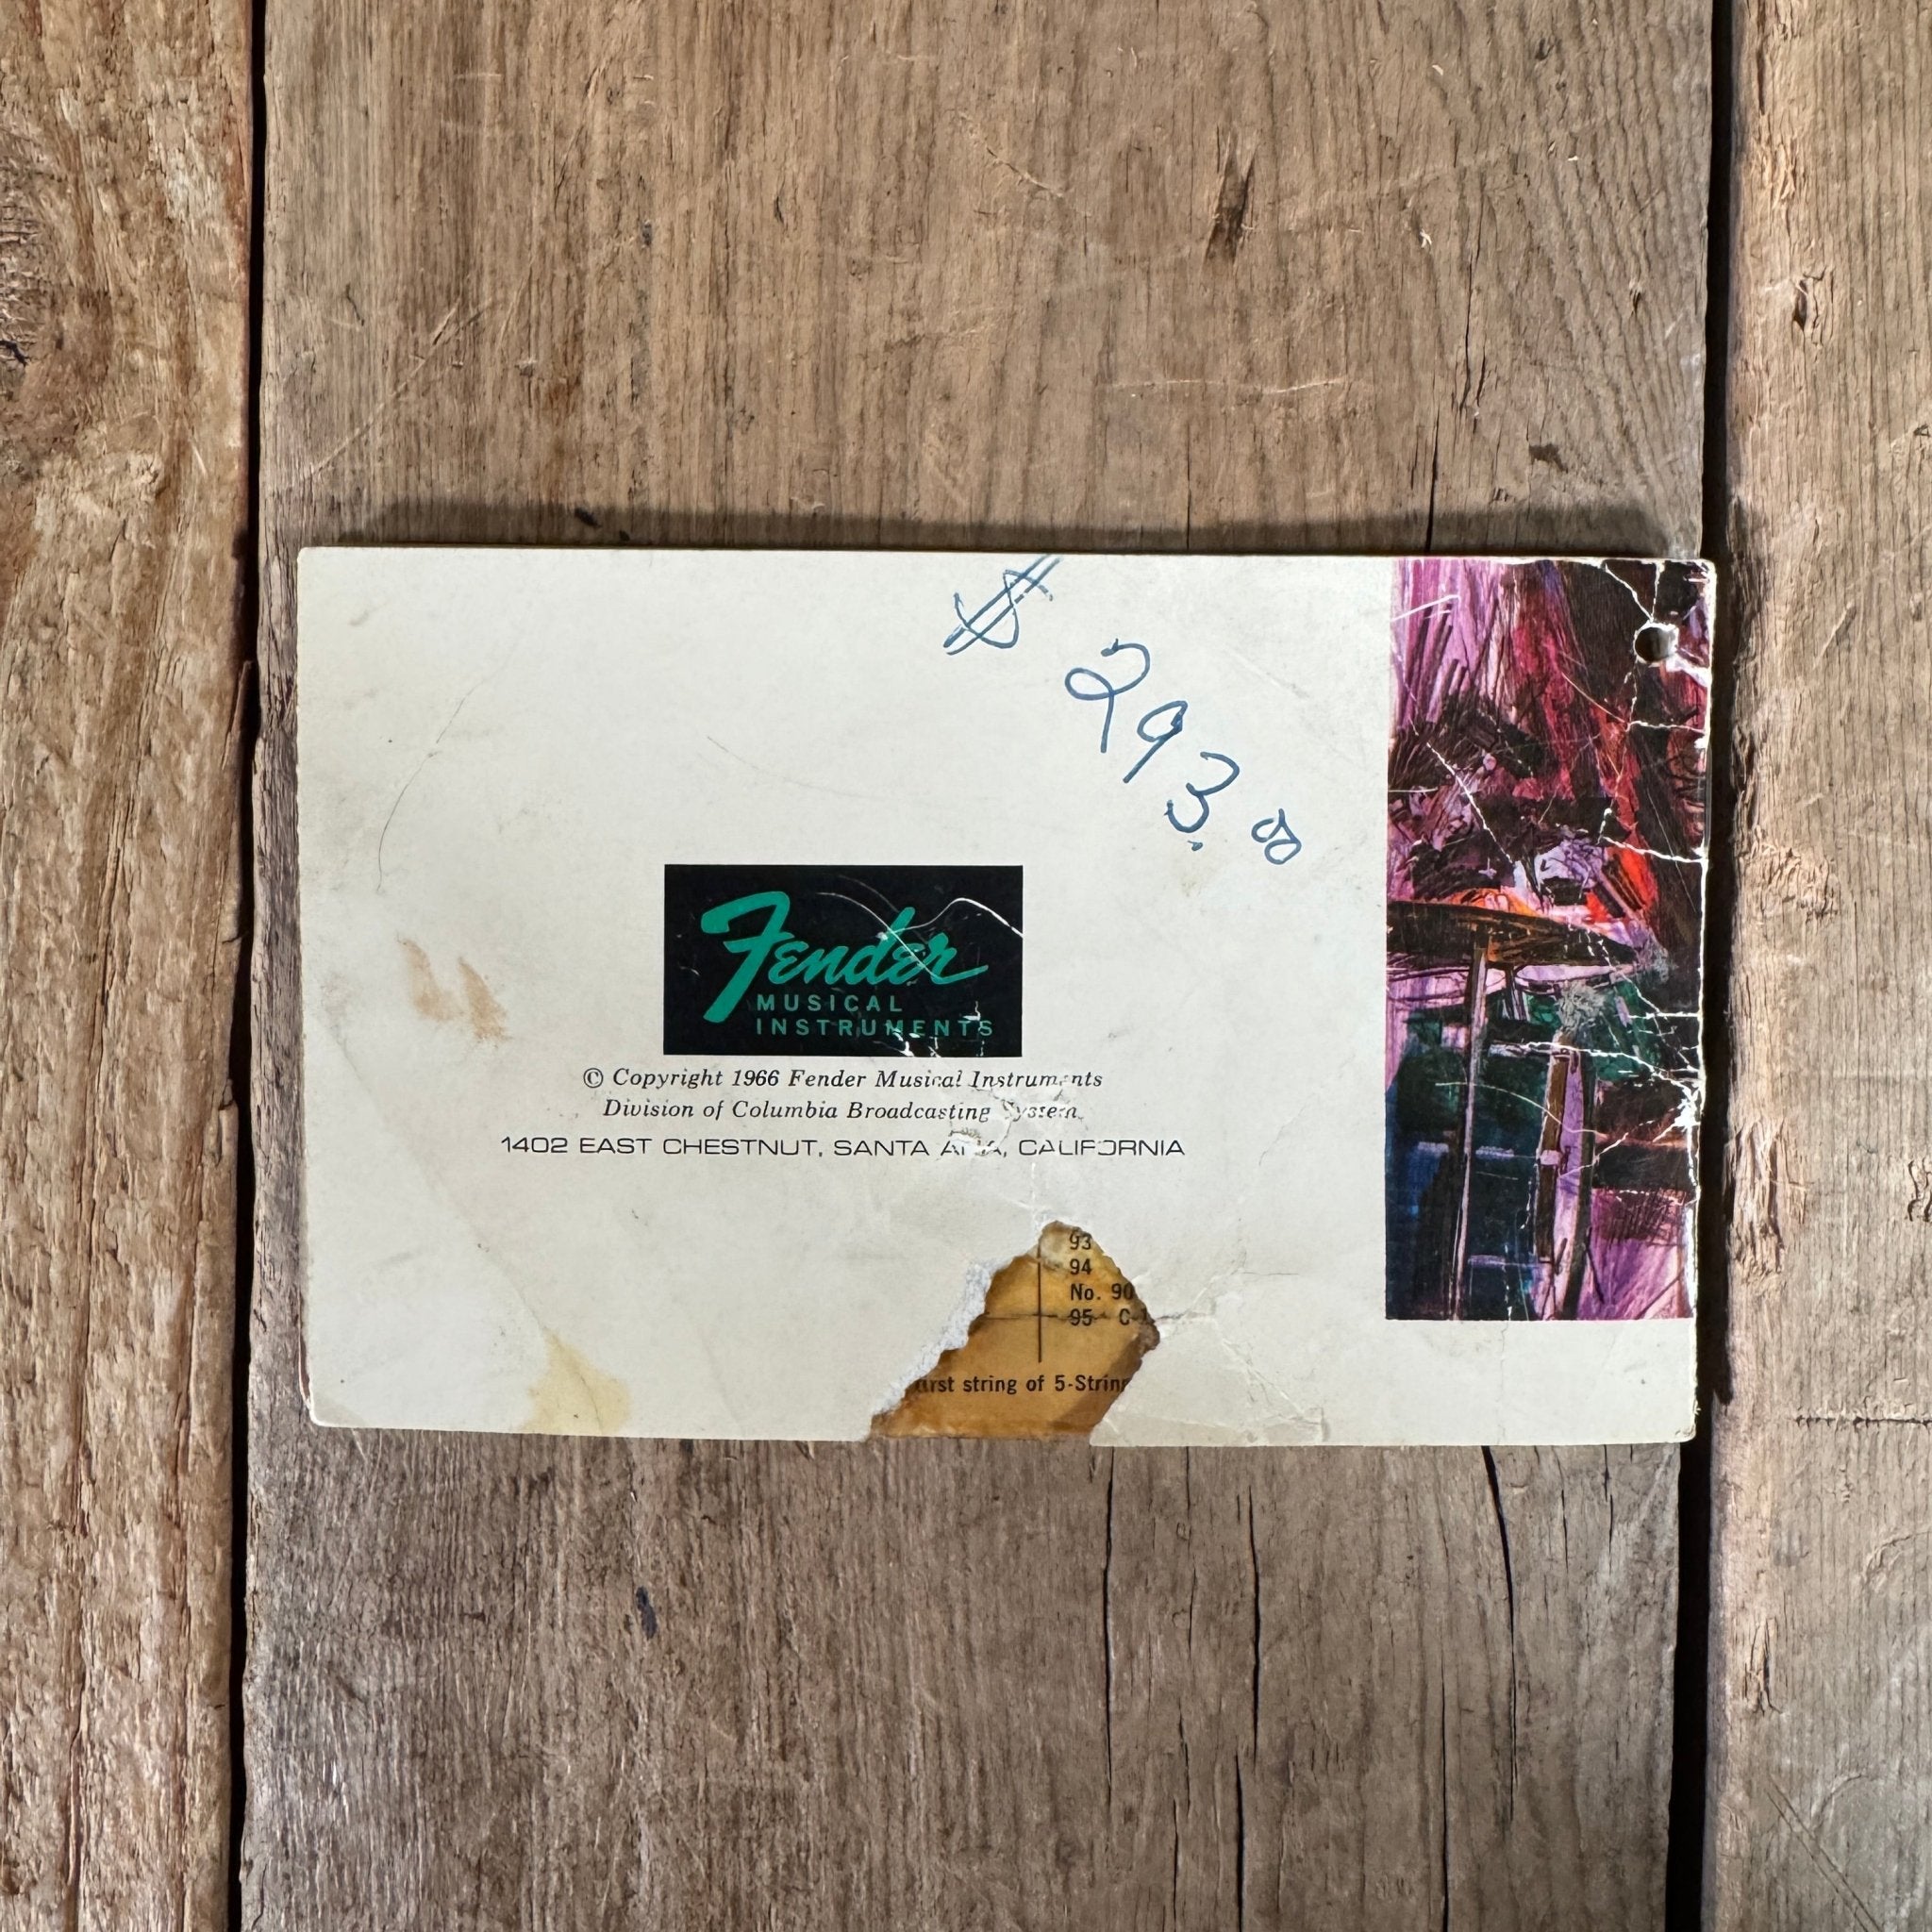 $ 293.00
Fender
MUSICAL
INSTRUMENTS
© Copyright 1966 Fender Musical Instruments
Division of Columbia Broadcasting System
1402 EAST CHESTNUT, SANTA ANA, CALIFORNIA
93
94
No. 90
95 C-
string of 5-String